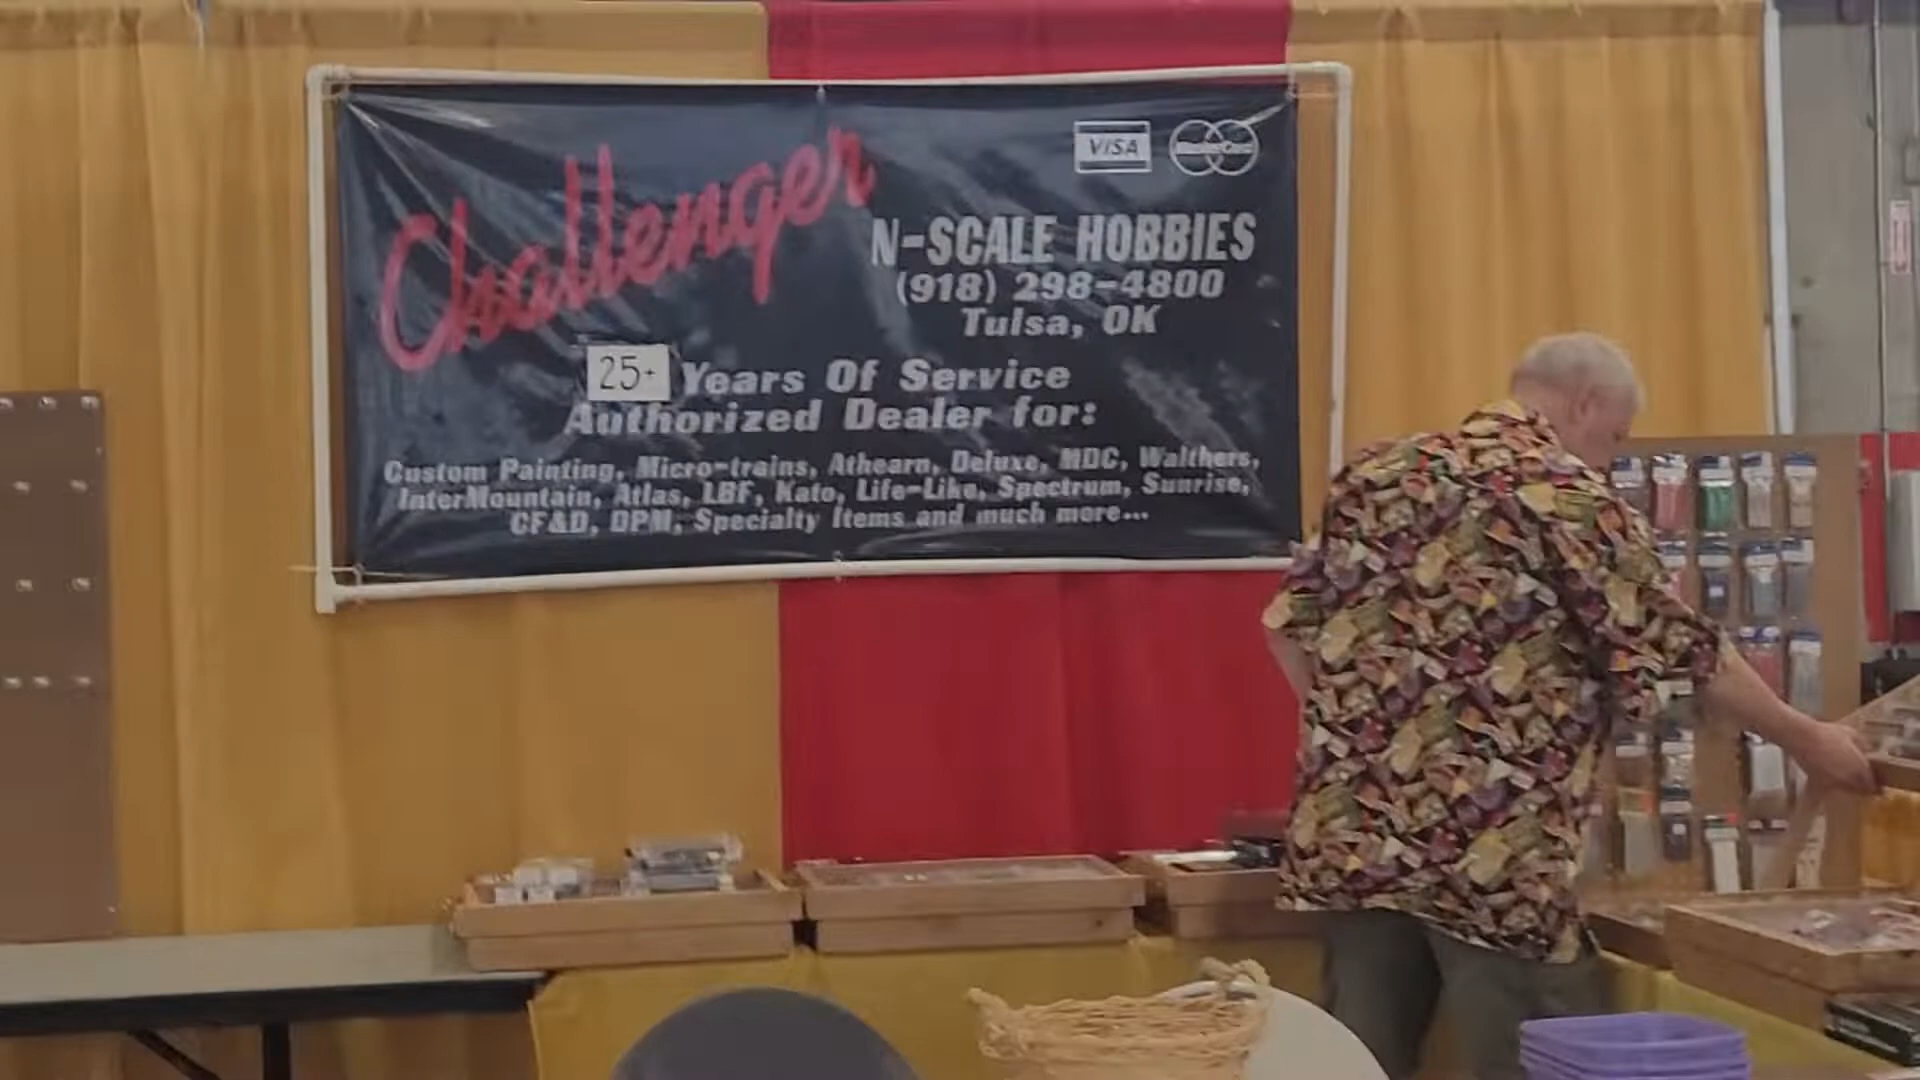 Challenger
VISA MasterCard
N-SCALE HOBBIES
(918) 298-4800
Tulsa, OK
25+ Years Of Service
Authorized Dealer for:
Custom Painting, Micro-trains, Athearn, Deluxe, MDC, Walthers,
InterMountain, Atlas, LBF, Kato, Life-Like, Spectrum, Sunrise,
CF&D, DPM, Specialty Items and much more...